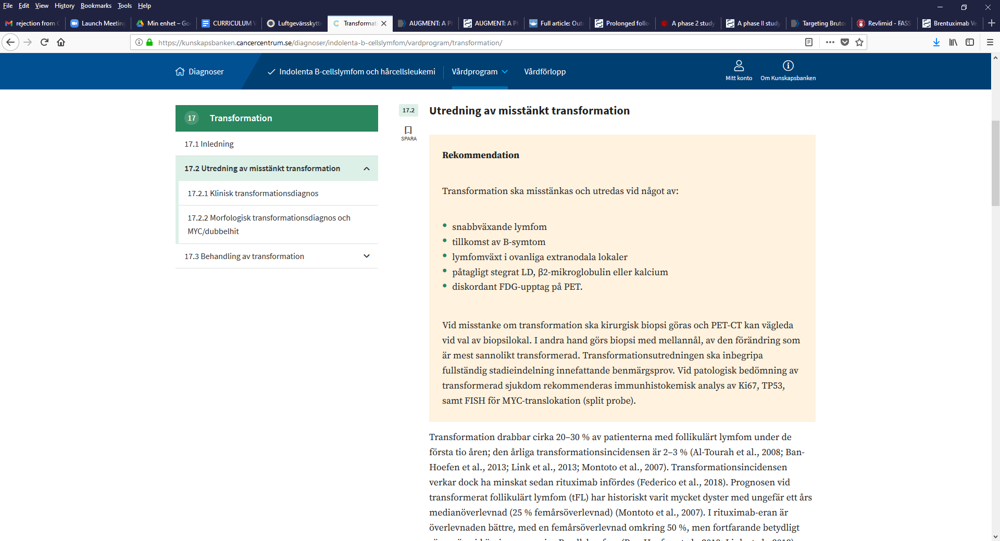 File Edit View History Bookmarks Tools Help
rejection from
Launch Meeting
Min enhet – Go
CURRICULUM V
Luftgevärsskytt
Transformati
AUGMENT: A P
AUGMENT: A P
Full article: Out
Prolonged follo
A phase 2 study
A phase II study
Targeting Bruto
Revlimid - FASS
Brentuximab Ve
https://kunskapsbanken.cancercentrum.se/diagnoser/indolenta-b-cellslymfom/vardprogram/transformation/
Diagnoser
Indolenta B-cellslymfom och hårcellsleukemi
Vårdprogram
Vårdförlopp
Mitt konto
Om Kunskapsbanken
17 Transformation
17.1 Inledning
17.2 Utredning av misstänkt transformation
17.2.1 Klinisk transformationsdiagnos
17.2.2 Morfologisk transformationsdiagnos och
MYC/dubbelhit
17.3 Behandling av transformation
17.2 Utredning av misstänkt transformation
SPARA
Rekommendation
Transformation ska misstänkas och utredas vid något av:
• snabbväxande lymfom
• tillkomst av B-symtom
• lymfomväxt i ovanliga extranodala lokaler
• påtagligt stegrat LD, β2-mikroglobulin eller kalcium
• diskordant FDG-upptag på PET.
Vid misstanke om transformation ska kirurgisk biopsi göras och PET-CT kan vägleda
vid val av biopsilokal. I andra hand görs biopsi med mellannål, av den förändring som
är mest sannolikt transformerad. Transformationsutredningen ska inbegripa
fullständig stadieindelning innefattande benmärgsprov. Vid patologisk bedömning av
transformerad sjukdom rekommenderas immunhistokemisk analys av Ki67, TP53,
samt FISH för MYC-translokation (split probe).
Transformation drabbar cirka 20–30 % av patienterna med follikulärt lymfom under de
första tio åren; den årliga transformationsincidensen är 2–3 % (Al-Tourah et al., 2008; Ban-
Hoefen et al., 2013; Link et al., 2013; Montoto et al., 2007). Transformationsincidensen
verkar dock ha minskat sedan rituximab infördes (Federico et al., 2018). Prognosen vid
transformerat follikulärt lymfom (tFL) har historiskt varit mycket dyster med ungefär ett års
medianöverlevnad (25 % femårsöverlevnad) (Montoto et al., 2007). I rituximab-eran är
överlevnaden bättre, med en femårsöverlevnad omkring 50 %, men fortfarande betydligt